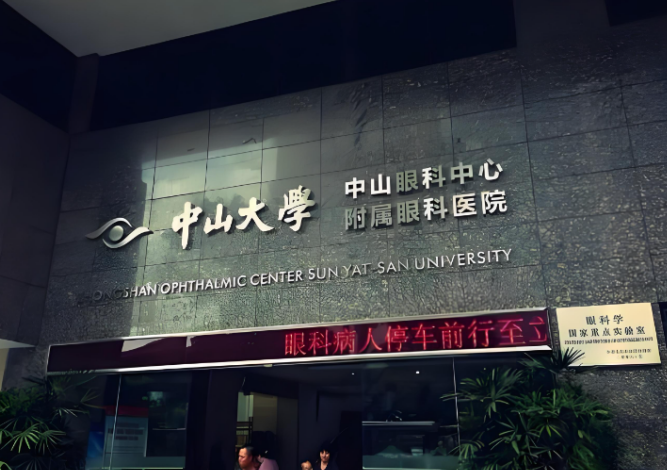 中山大學
中山眼科中心
附属眼科医院
ZHONGSHAN OPHTHALMIC CENTER SUN YAT-SAN UNIVERSITY
眼科病人停车前行至立
眼科学
国家重点实验室